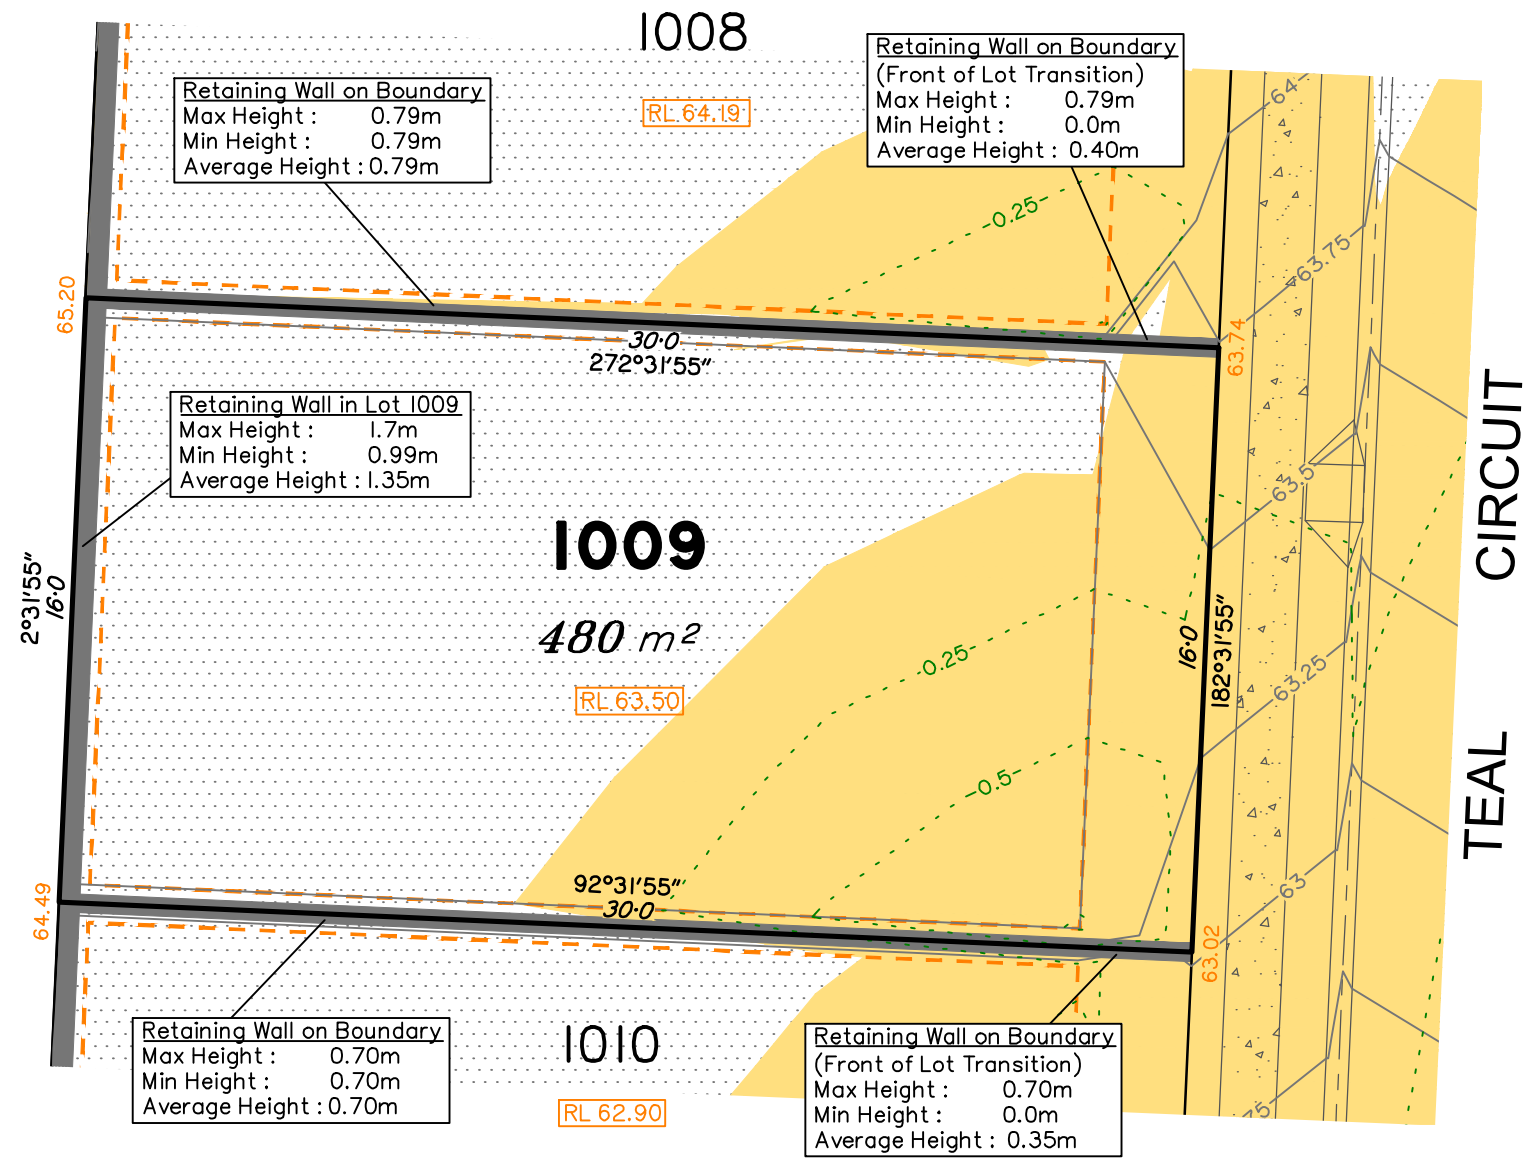 1008
Retaining Wall on Boundary
(Front of Lot Transition)
Max Height : 0.79m
Min Height : 0.0m
Average Height : 0.40m
Retaining Wall on Boundary
Max Height : 0.79m
Min Height : 0.79m
Average Height : 0.79m
RL 64.19
64
0.25
63.75
65.20
30·0
272°31'55"
63.74
Retaining Wall in Lot 1009
Max Height : 1.7m
Min Height : 0.99m
Average Height : 1.35m
63.5
CIRCUIT
1009
480 m²
2°31'55"
16·0
0.25
16·0
182°31'55"
63.25
RL 63.50
TEAL
0.5
92°31'55"
30·0
63
64.49
63.02
Retaining Wall on Boundary
Max Height : 0.70m
Min Height : 0.70m
Average Height : 0.70m
1010
RL 62.90
Retaining Wall on Boundary
(Front of Lot Transition)
Max Height : 0.70m
Min Height : 0.0m
Average Height : 0.35m
75